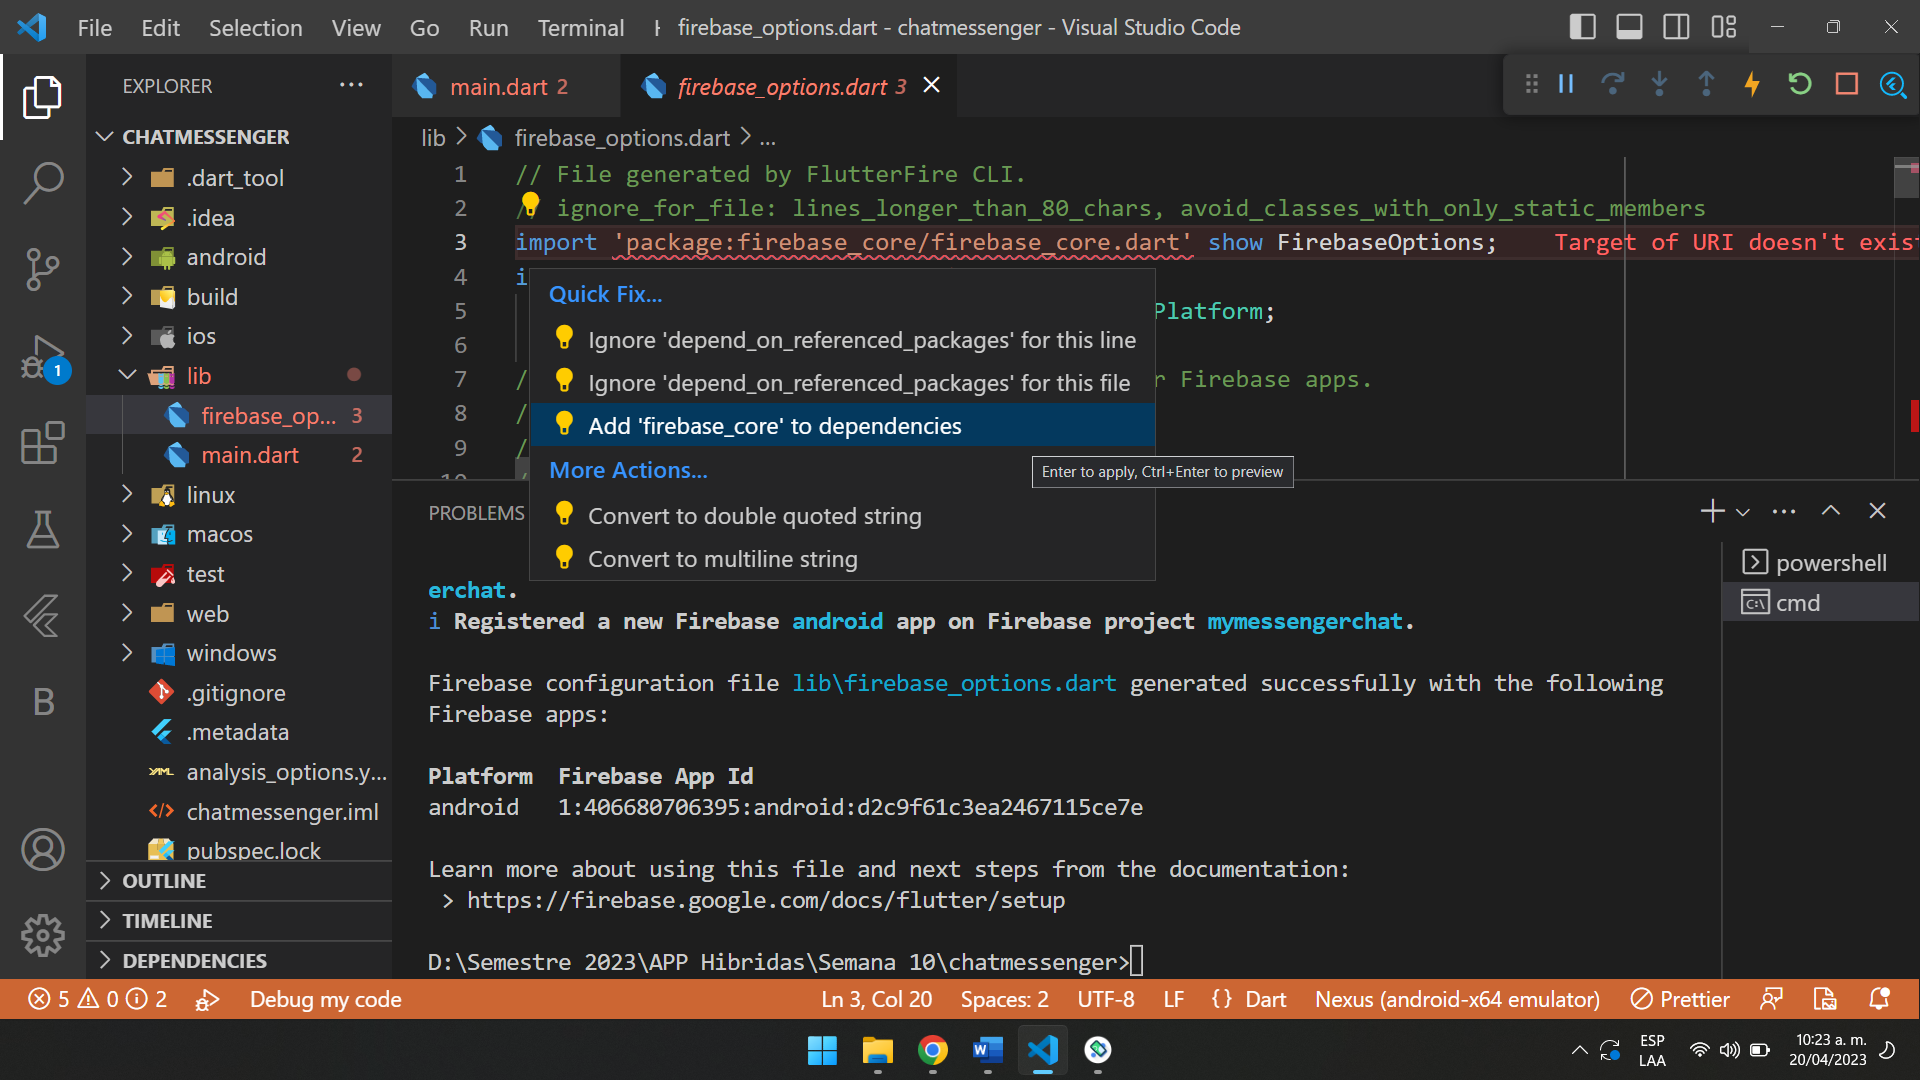 File Edit Selection View Go Run Terminal firebase_options.dart - chatmessenger - Visual Studio Code
EXPLORER
main.dart 2
firebase_options.dart 3
CHATMESSENGER
.dart_tool
.idea
android
build
ios
lib
firebase_op... 3
main.dart 2
linux
macos
test
web
windows
.gitignore
.metadata
analysis_options.y...
chatmessenger.iml
pubspec.lock
OUTLINE
TIMELINE
DEPENDENCIES
1
B
lib > firebase_options.dart > ...
1 // File generated by FlutterFire CLI.
2 // ignore_for_file: lines_longer_than_80_chars, avoid_classes_with_only_static_members
3 import 'package:firebase_core/firebase_core.dart' show FirebaseOptions; Target of URI doesn't exis
4 i
5 Platform;
6
7 / r Firebase apps.
8 /
9 /
10 /
Quick Fix...
Ignore 'depend_on_referenced_packages' for this line
Ignore 'depend_on_referenced_packages' for this file
Add 'firebase_core' to dependencies
More Actions...
Convert to double quoted string
Convert to multiline string
Enter to apply, Ctrl+Enter to preview
PROBLEMS
powershell
cmd
erchat.
i Registered a new Firebase android app on Firebase project mymessengerchat.
Firebase configuration file lib\firebase_options.dart generated successfully with the following
Firebase apps:
Platform Firebase App Id
android 1:406680706395:android:d2c9f61c3ea2467115ce7e
Learn more about using this file and next steps from the documentation:
> https://firebase.google.com/docs/flutter/setup
D:\Semestre 2023\APP Hibridas\Semana 10\chatmessenger>
5 0 2 Debug my code Ln 3, Col 20 Spaces: 2 UTF-8 LF {} Dart Nexus (android-x64 emulator) Prettier
ESP
LAA
10:23 a. m.
20/04/2023